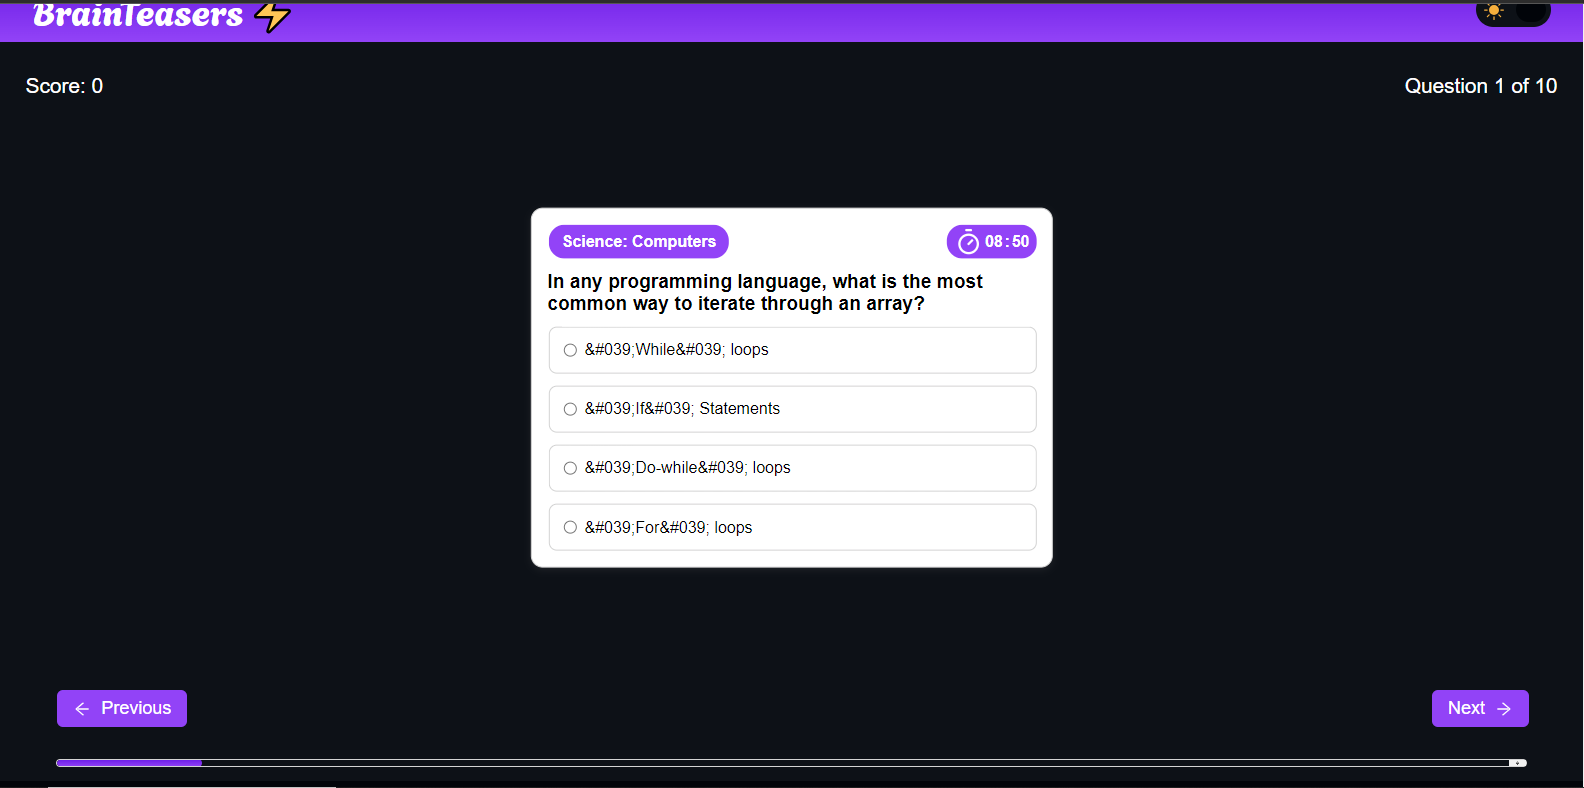 BrainTeasers
Score: 0
Question 1 of 10
Science: Computers
08:50
In any programming language, what is the most
common way to iterate through an array?
&#039;While&#039; loops
&#039;If&#039; Statements
&#039;Do-while&#039; loops
&#039;For&#039; loops
Previous
Next